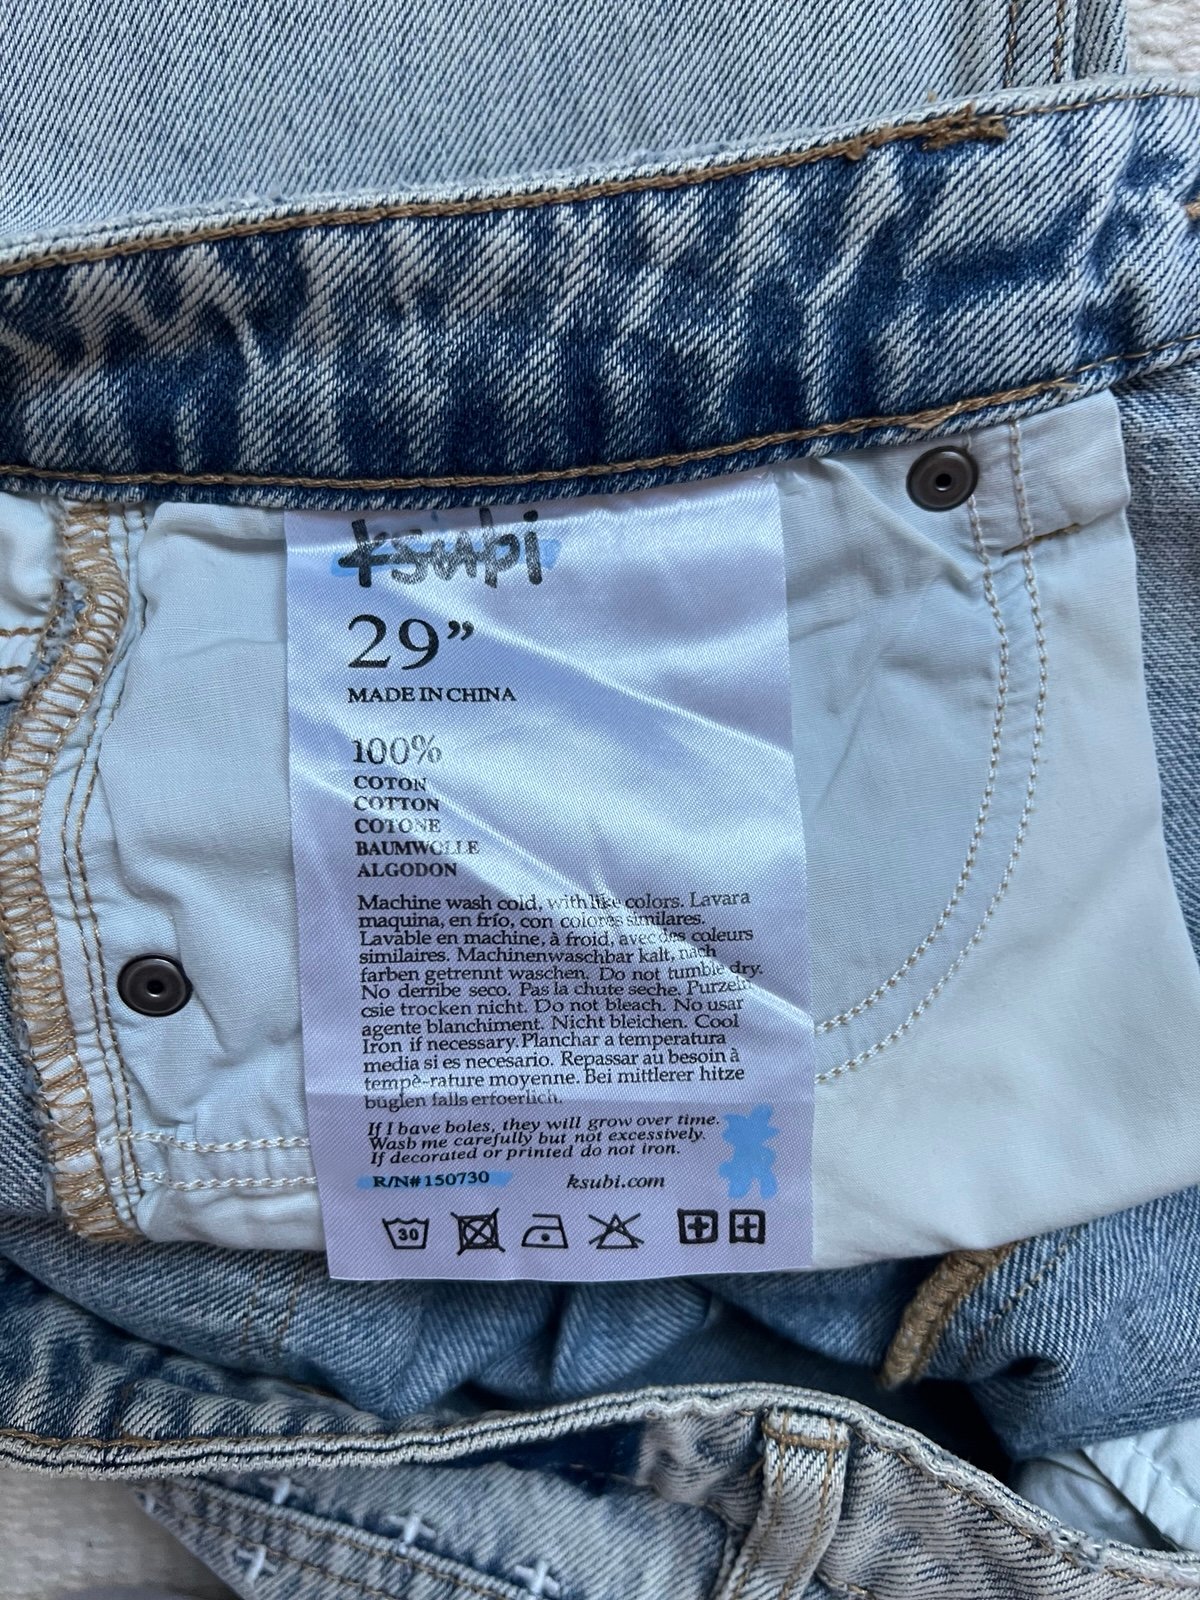 ksubi
29”
MADE IN CHINA
100%
COTON
COTTON
COTONE
BAUMWOLLE
ALGODON
Machine wash cold, with like colors. Lavara
maquina, en frío, con colores similares.
Lavable en machine, à froid, avec des coleurs
similaires. Machinenwaschbar kalt, nach
farben getrennt waschen. Do not tumble dry.
No derribe seco. Pas la chute seche. Purzeln
csie trocken nicht. Do not bleach. No usar
agente blanchiment. Nicht bleichen. Cool
Iron if necessary. Planchar a temperatura
media si es necesario. Repassar au besoin à
tempè-rature moyenne. Bei mittlerer hitze
büglen falls erfoerlich.
If I have holes, they will grow over time.
Wash me carefully but not excessively.
If decorated or printed do not iron.
R/N#150730 ksubi.com
30